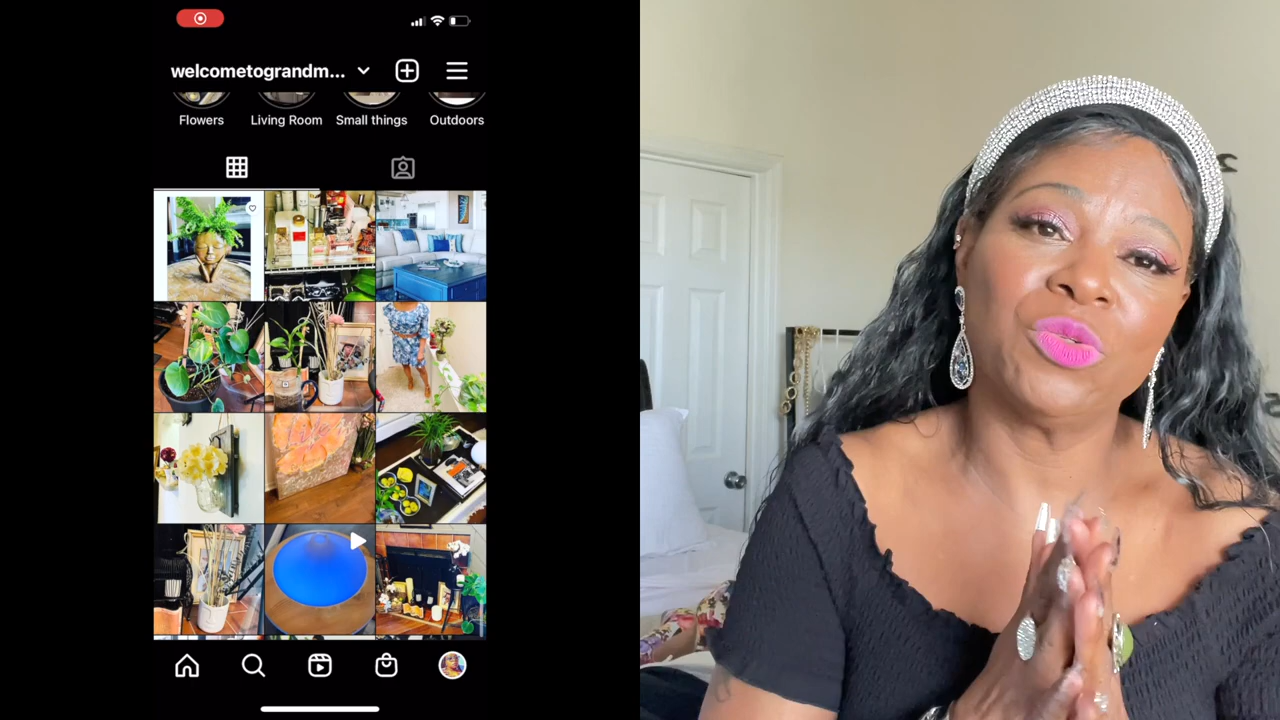 welcometograndm...
Flowers
Living Room
Small things
Outdoors